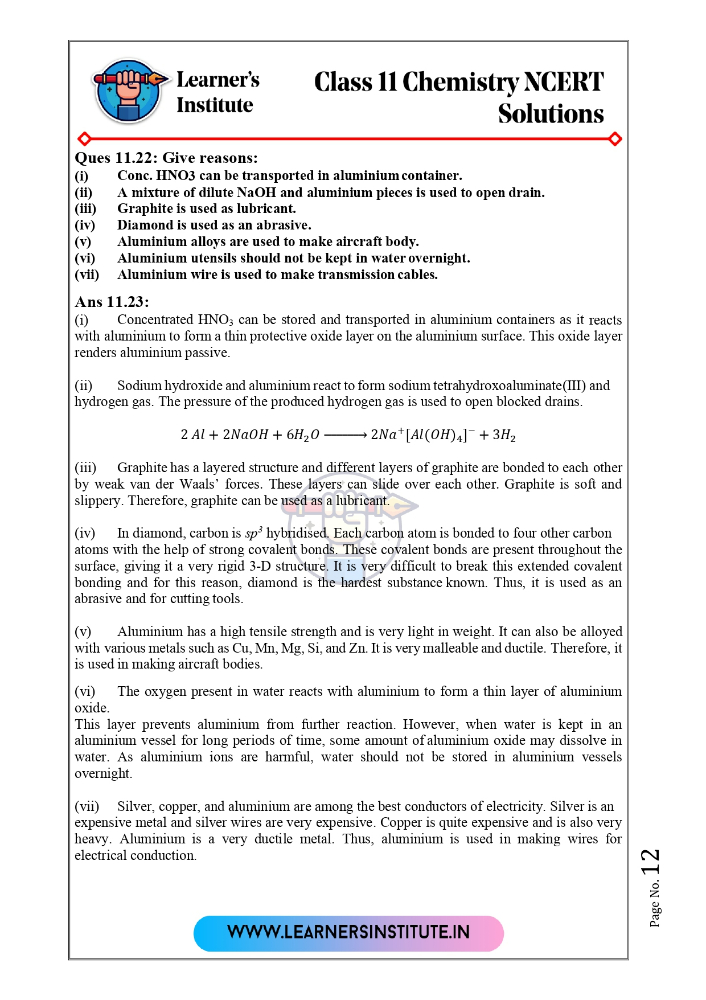 Learner's
Institute
Class 11 Chemistry NCERT
Solutions
Ques 11.22: Give reasons:
(i) Conc. HNO3 can be transported in aluminium container.
(ii) A mixture of dilute NaOH and aluminium pieces is used to open drain.
(iii) Graphite is used as lubricant.
(iv) Diamond is used as an abrasive.
(v) Aluminium alloys are used to make aircraft body.
(vi) Aluminium utensils should not be kept in water overnight.
(vii) Aluminium wire is used to make transmission cables.
Ans 11.23:
(i) Concentrated HNO₃ can be stored and transported in aluminium containers as it reacts
with aluminium to form a thin protective oxide layer on the aluminium surface. This oxide layer
renders aluminium passive.
(ii) Sodium hydroxide and aluminium react to form sodium tetrahydroxoaluminate(III) and
hydrogen gas. The pressure of the produced hydrogen gas is used to open blocked drains.
2 Al + 2NaOH + 6H₂O ⟶ 2Na⁺[Al(OH)₄]⁻ + 3H₂
(iii) Graphite has a layered structure and different layers of graphite are bonded to each other
by weak van der Waals' forces. These layers can slide over each other. Graphite is soft and
slippery. Therefore, graphite can be used as a lubricant.
(iv) In diamond, carbon is sp³ hybridised. Each carbon atom is bonded to four other carbon
atoms with the help of strong covalent bonds. These covalent bonds are present throughout the
surface, giving it a very rigid 3-D structure. It is very difficult to break this extended covalent
bonding and for this reason, diamond is the hardest substance known. Thus, it is used as an
abrasive and for cutting tools.
(v) Aluminium has a high tensile strength and is very light in weight. It can also be alloyed
with various metals such as Cu, Mn, Mg, Si, and Zn. It is very malleable and ductile. Therefore, it
is used in making aircraft bodies.
(vi) The oxygen present in water reacts with aluminium to form a thin layer of aluminium
oxide.
This layer prevents aluminium from further reaction. However, when water is kept in an
aluminium vessel for long periods of time, some amount of aluminium oxide may dissolve in
water. As aluminium ions are harmful, water should not be stored in aluminium vessels
overnight.
(vii) Silver, copper, and aluminium are among the best conductors of electricity. Silver is an
expensive metal and silver wires are very expensive. Copper is quite expensive and is also very
heavy. Aluminium is a very ductile metal. Thus, aluminium is used in making wires for
electrical conduction.
Page No. 12
WWW.LEARNERSINSTITUTE.IN